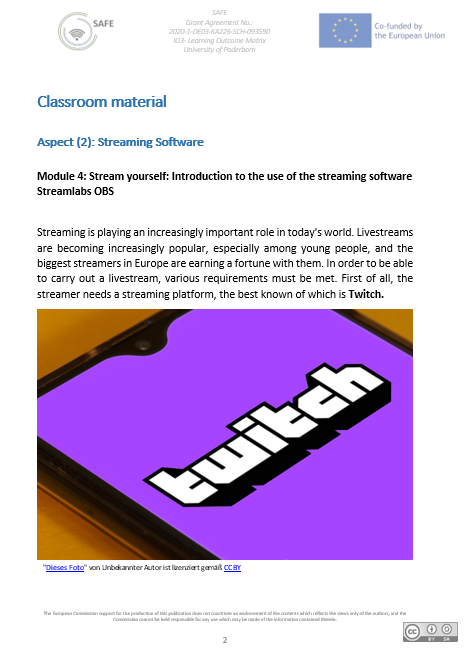 SAFE
SAFE
Grant Agreement No.:
2020-1-DE03-KA226-SCH-093590
IO3- Learning Outcome Matrix
University of Paderborn
Co-funded by
the European Union
Classroom material
Aspect (2): Streaming Software
Module 4: Stream yourself: Introduction to the use of the streaming software
Streamlabs OBS
Streaming is playing an increasingly important role in today's world. Livestreams
are becoming increasingly popular, especially among young people, and the
biggest streamers in Europe are earning a fortune with them. In order to be able
to carry out a livestream, various requirements must be met. First of all, the
streamer needs a streaming platform, the best known of which is Twitch.
twitch
"Dieses Foto" von Unbekannter Autor ist lizenziert gemäß CC BY
The European Commission support for the production of this publication does not constitute an endorsement of the contents which reflects the views only of the authors, and the
Commission cannot be held responsible for any use which may be made of the information contained therein.
2
cc
BY SA